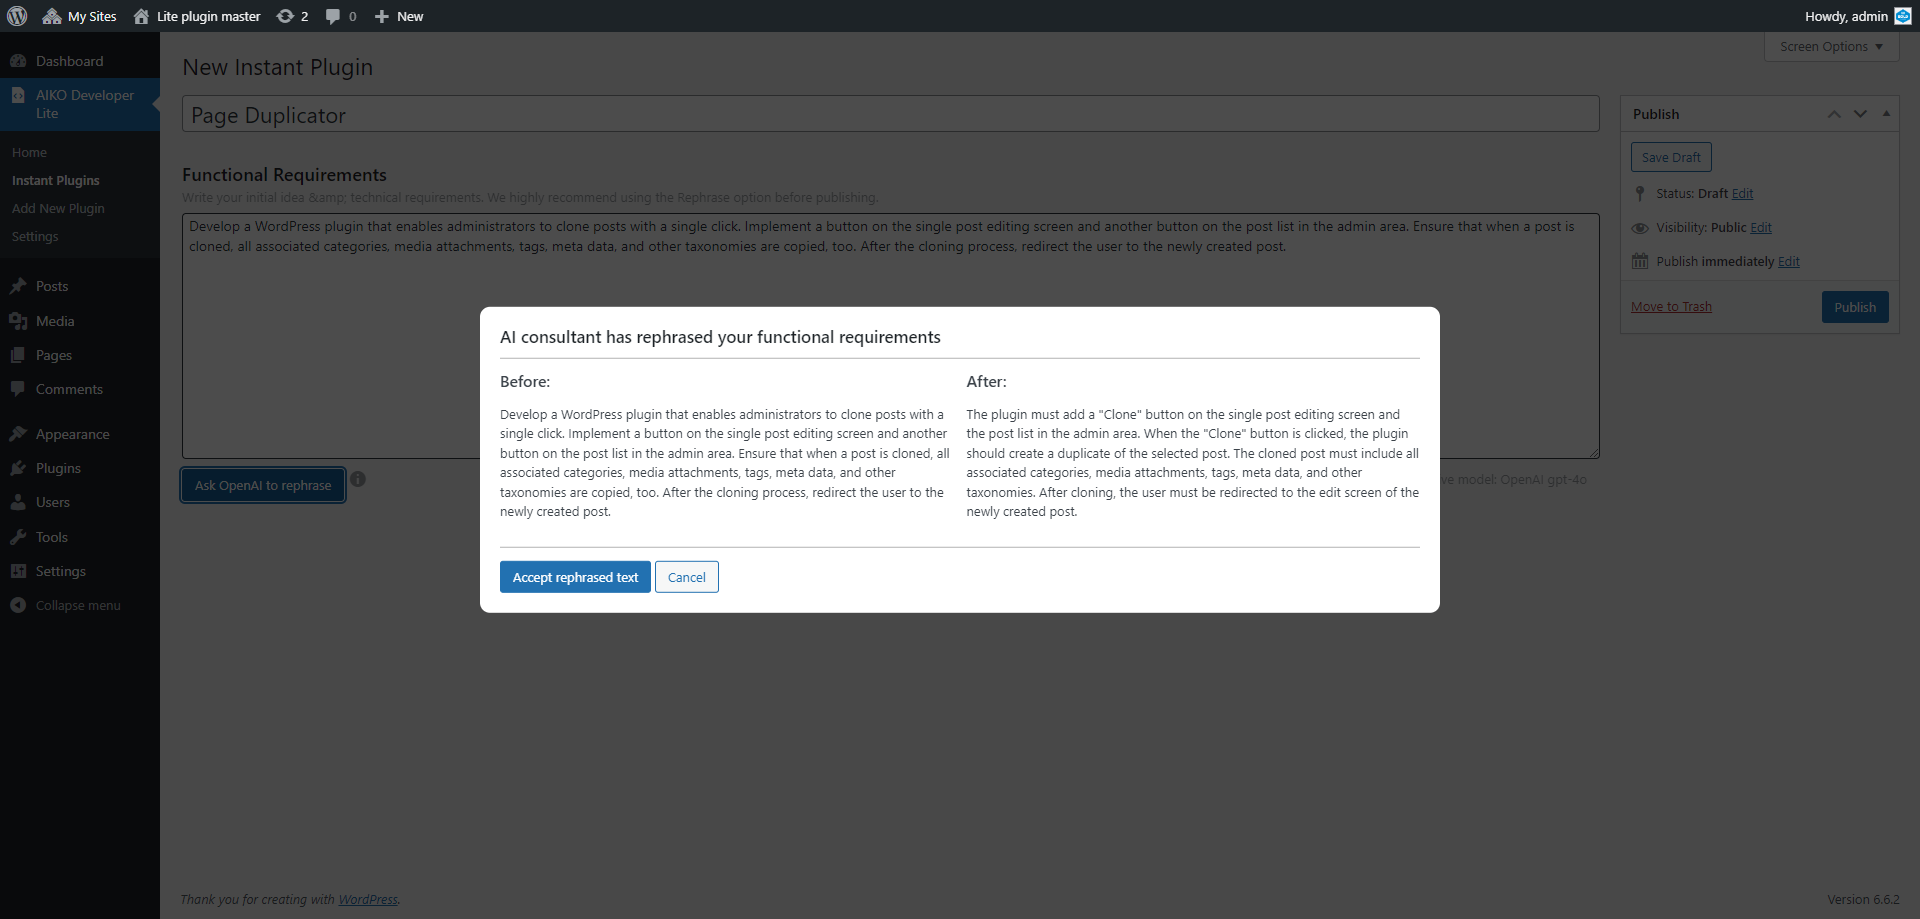 My Sites
Lite plugin master
2
0
New
Howdy, admin
Screen Options
Dashboard
AIKO Developer
Lite
Home
Instant Plugins
Add New Plugin
Settings
Posts
Media
Pages
Comments
Appearance
Plugins
Users
Tools
Settings
Collapse menu
New Instant Plugin
Page Duplicator
Functional Requirements
Write your initial idea &amp; technical requirements. We highly recommend using the Rephrase option before publishing.
Develop a WordPress plugin that enables administrators to clone posts with a single click. Implement a button on the single post editing screen and another button on the post list in the admin area. Ensure that when a post is
cloned, all associated categories, media attachments, tags, meta data, and other taxonomies are copied, too. After the cloning process, redirect the user to the newly created post.
Ask OpenAI to rephrase
model: OpenAI gpt-4o
Publish
Save Draft
Status: Draft Edit
Visibility: Public Edit
Publish immediately Edit
Move to Trash
Publish
AI consultant has rephrased your functional requirements
Before:
Develop a WordPress plugin that enables administrators to clone posts with a
single click. Implement a button on the single post editing screen and another
button on the post list in the admin area. Ensure that when a post is cloned, all
associated categories, media attachments, tags, meta data, and other
taxonomies are copied, too. After the cloning process, redirect the user to the
newly created post.
After:
The plugin must add a "Clone" button on the single post editing screen and
the post list in the admin area. When the "Clone" button is clicked, the plugin
should create a duplicate of the selected post. The cloned post must include all
associated categories, media attachments, tags, meta data, and other
taxonomies. After cloning, the user must be redirected to the edit screen of the
newly created post.
Accept rephrased text
Cancel
Thank you for creating with WordPress.
Version 6.6.2